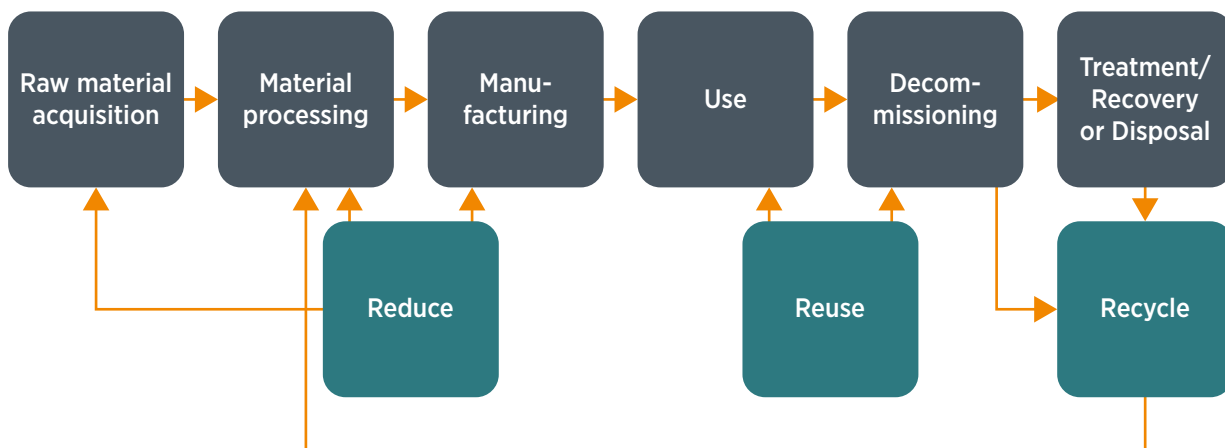 Raw material
acquisition
Material
processing
Manu-
facturing
Use
Decom-
missioning
Treatment/
Recovery
or Disposal
Reduce
Reuse
Recycle